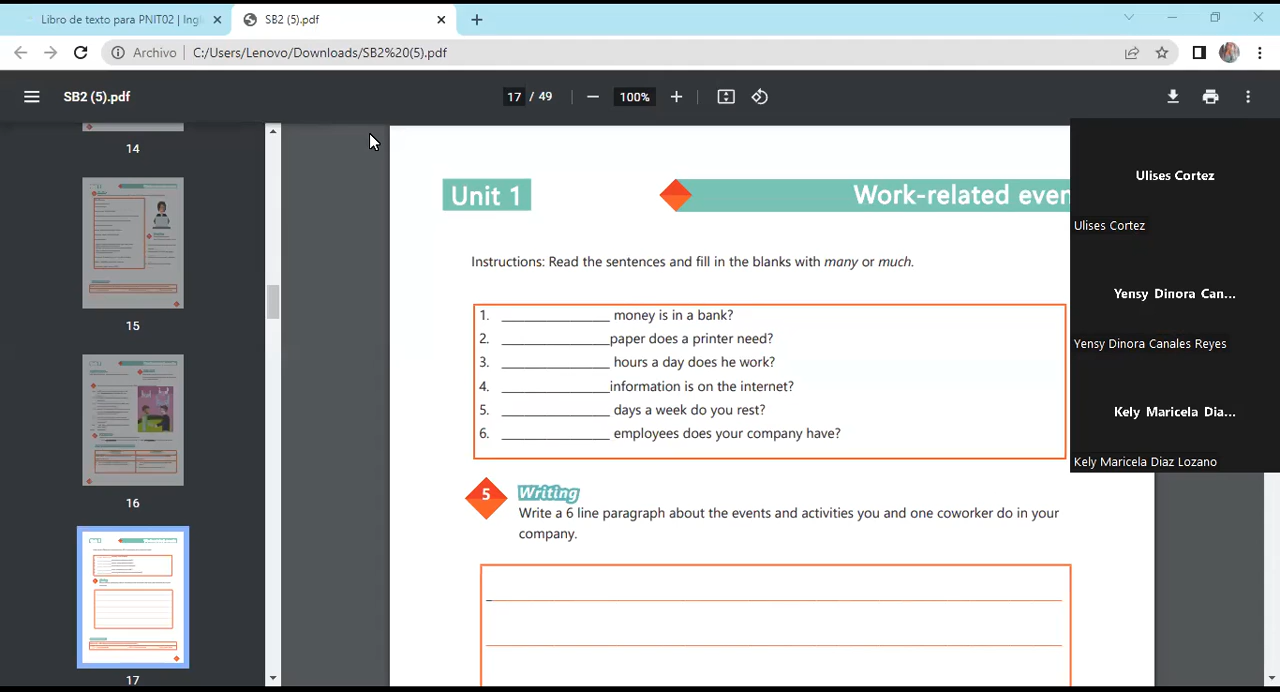 Libro de texto para PNIT02 | Ingl
SB2 (5).pdf
Archivo
C:/Users/Lenovo/Downloads/SB2%20(5).pdf
SB2 (5).pdf
17 / 49
100%
14
15
16
17
Unit 1
Work-related even
Instructions: Read the sentences and fill in the blanks with many or much.
1. ________________ money is in a bank?
2. ________________paper does a printer need?
3. ________________ hours a day does he work?
4. ________________information is on the internet?
5. ________________ days a week do you rest?
6. ________________ employees does your company have?
5
Writing
Write a 6 line paragraph about the events and activities you and one coworker do in your
company.
Ulises Cortez
Ulises Cortez
Yensy Dinora Can...
Yensy Dinora Canales Reyes
Kely Maricela Dia...
Kely Maricela Diaz Lozano